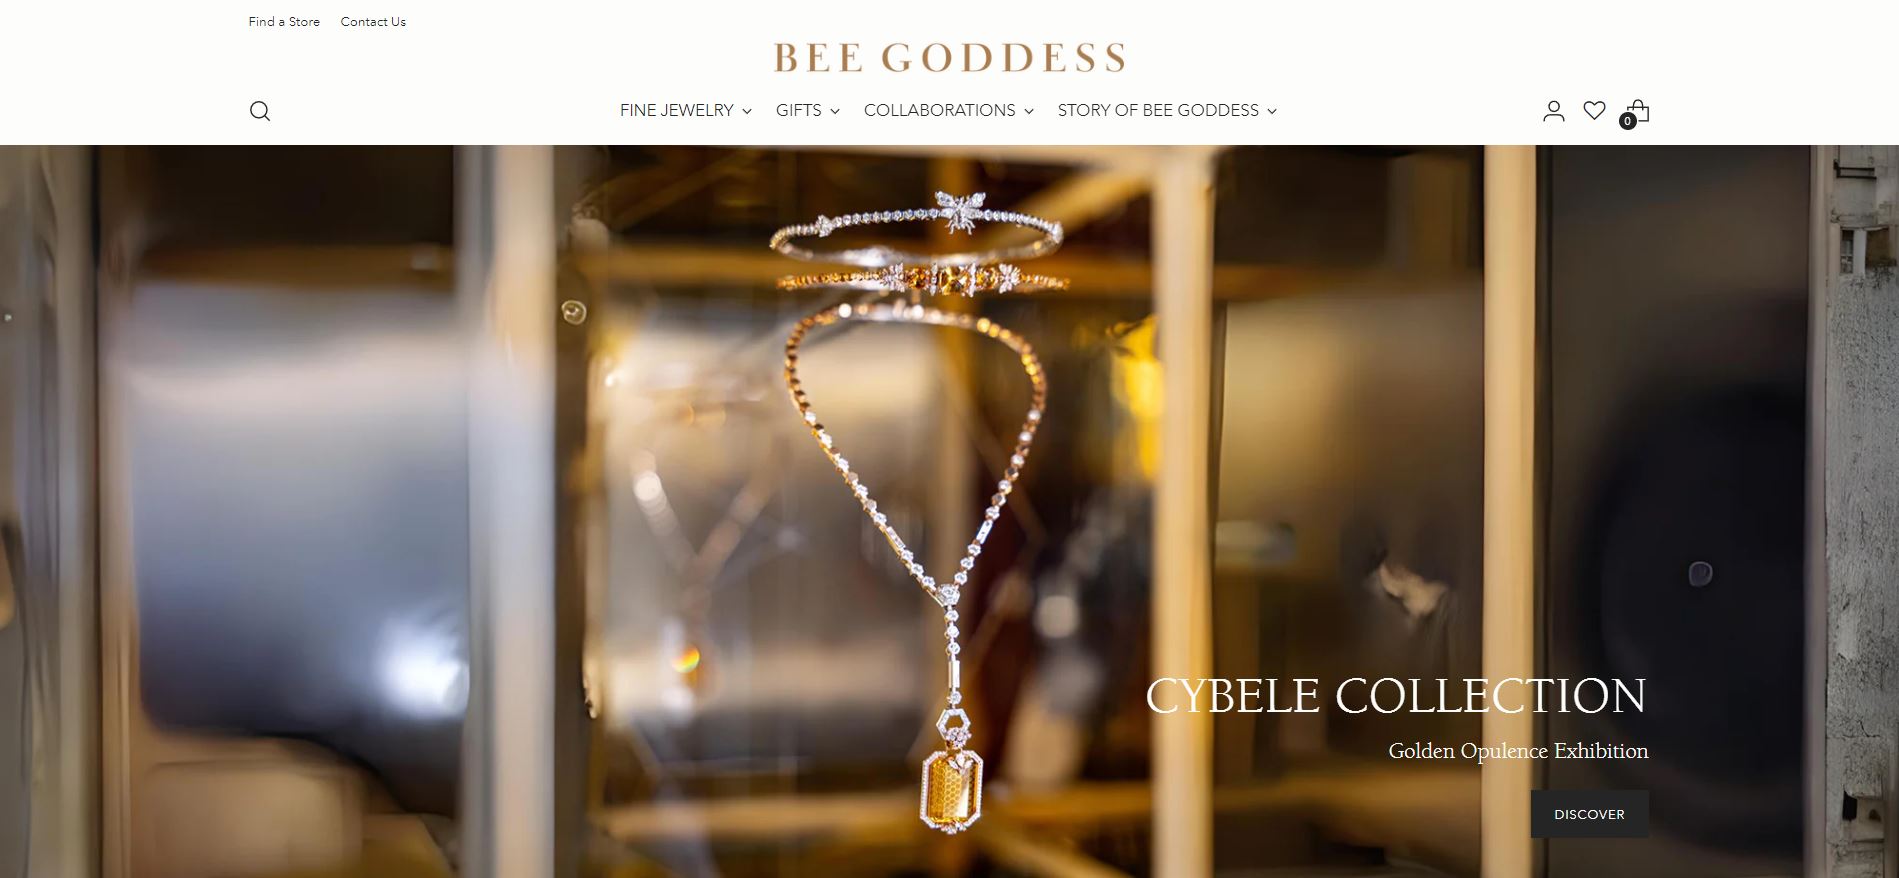 Find a Store Contact Us
BEE GODDESS
FINE JEWELRY GIFTS COLLABORATIONS STORY OF BEE GODDESS
0
CYBELE COLLECTION
Golden Opulence Exhibition
DISCOVER